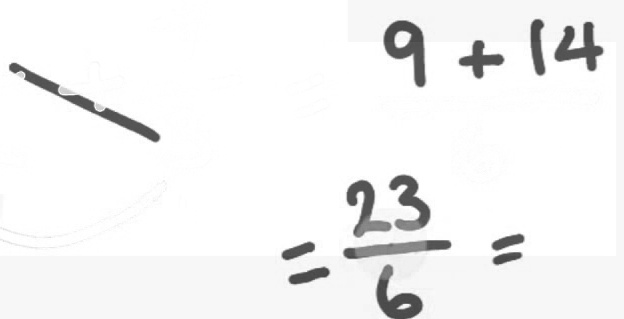 9 + 14
= 23/6 =